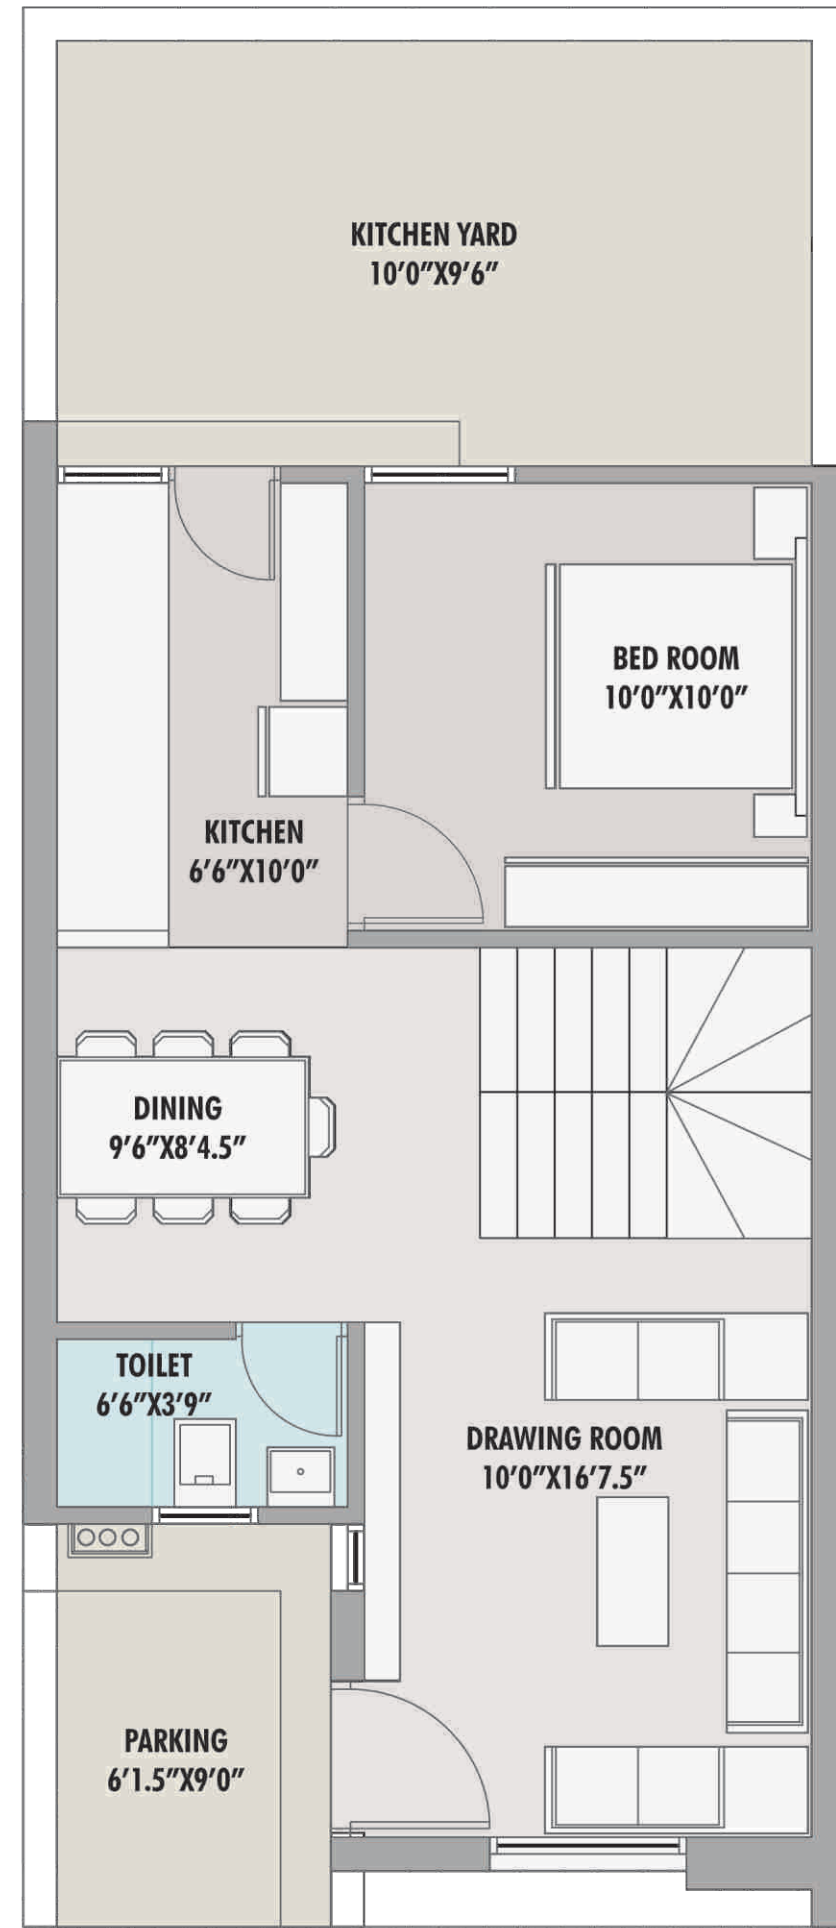 KITCHEN YARD
10'0"X9'6"
BED ROOM
10'0"X10'0"
KITCHEN
6'6"X10'0"
DINING
9'6"X8'4.5"
TOILET
6'6"X3'9"
DRAWING ROOM
10'0"X16'7.5"
PARKING
6'1.5"X9'0"